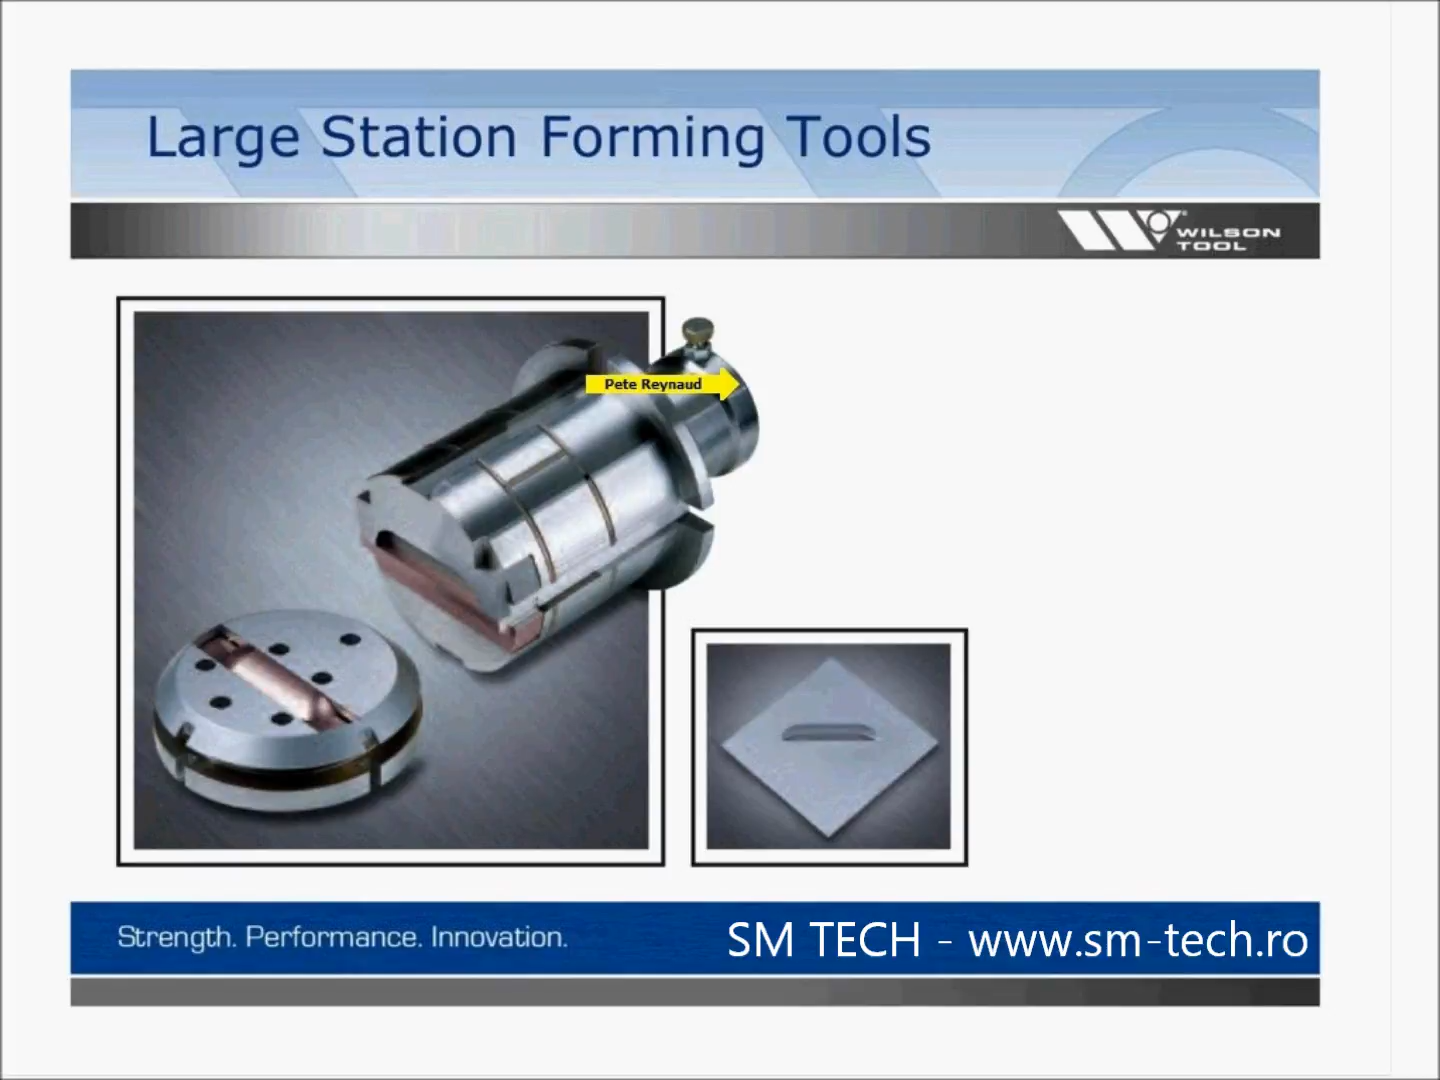 Large Station Forming Tools
WILSON
TOOL
Pete Reynaud
Strength. Performance. Innovation.
SM TECH - www.sm-tech.ro